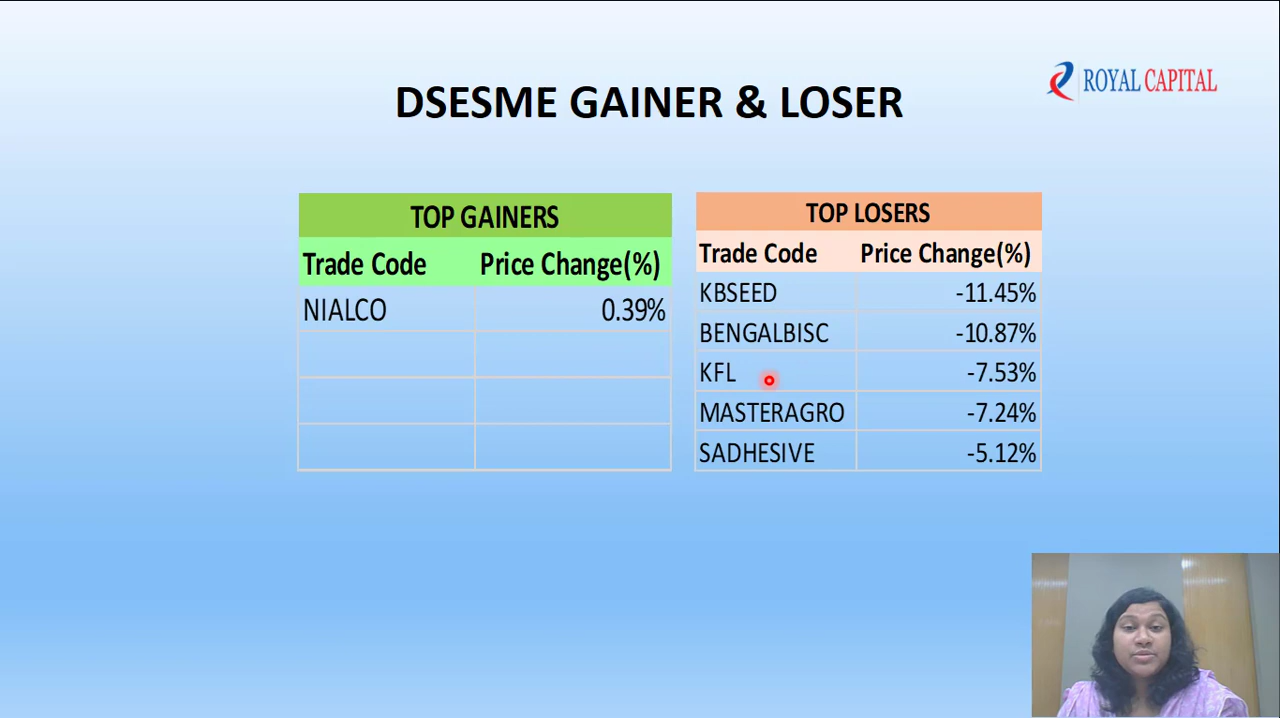 DSESME GAINER & LOSER
ROYAL CAPITAL
TOP GAINERS
Trade Code Price Change(%)
NIALCO 0.39%
TOP LOSERS
Trade Code Price Change(%)
KBSEED -11.45%
BENGALBISC -10.87%
KFL -7.53%
MASTERAGRO -7.24%
SADHESIVE -5.12%